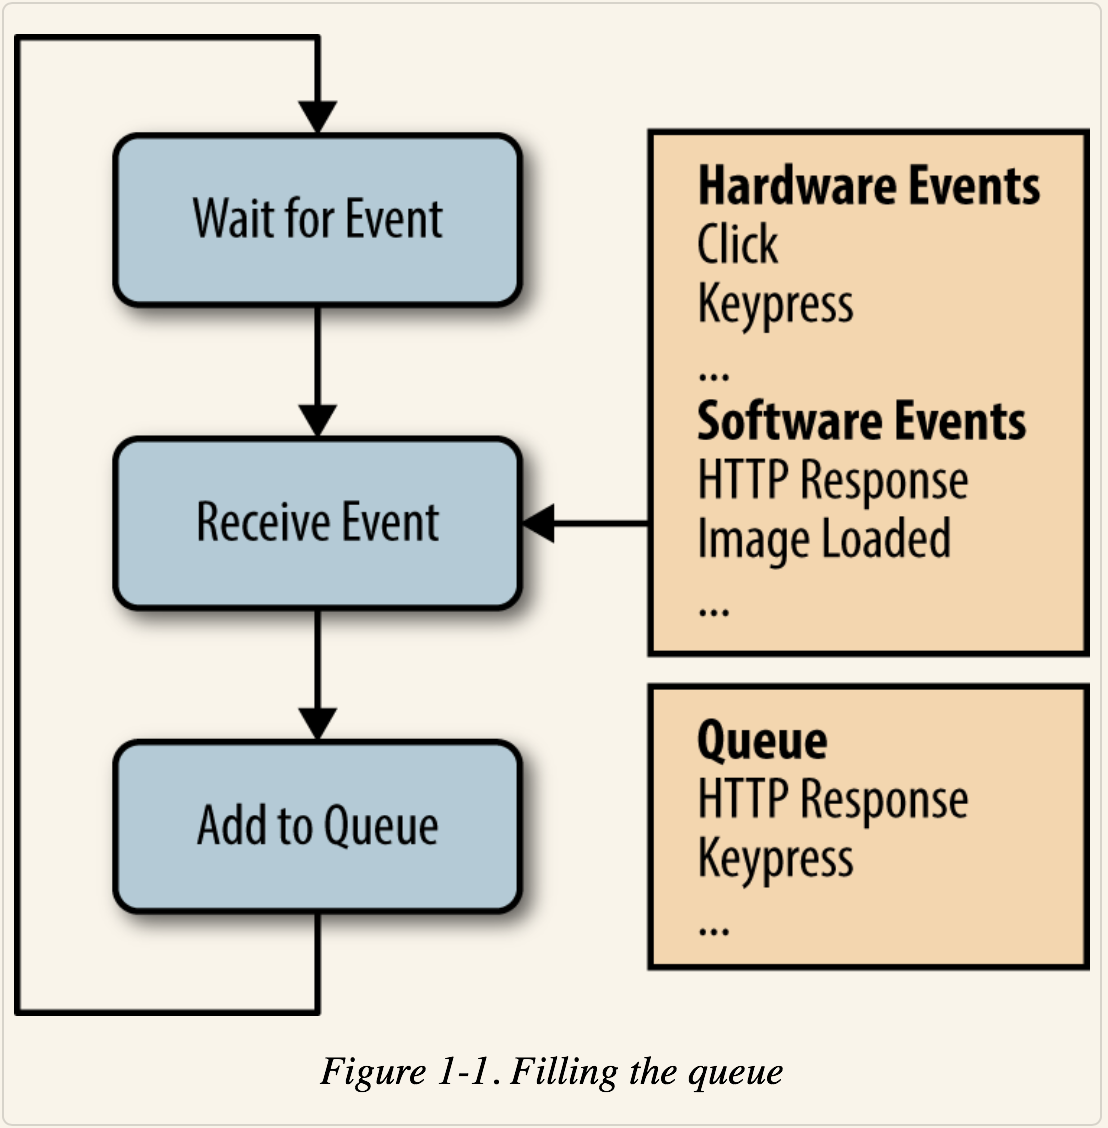 Wait for Event
Receive Event
Add to Queue
Hardware Events
Click
Keypress
...
Software Events
HTTP Response
Image Loaded
...
Queue
HTTP Response
Keypress
...
Figure 1-1. Filling the queue